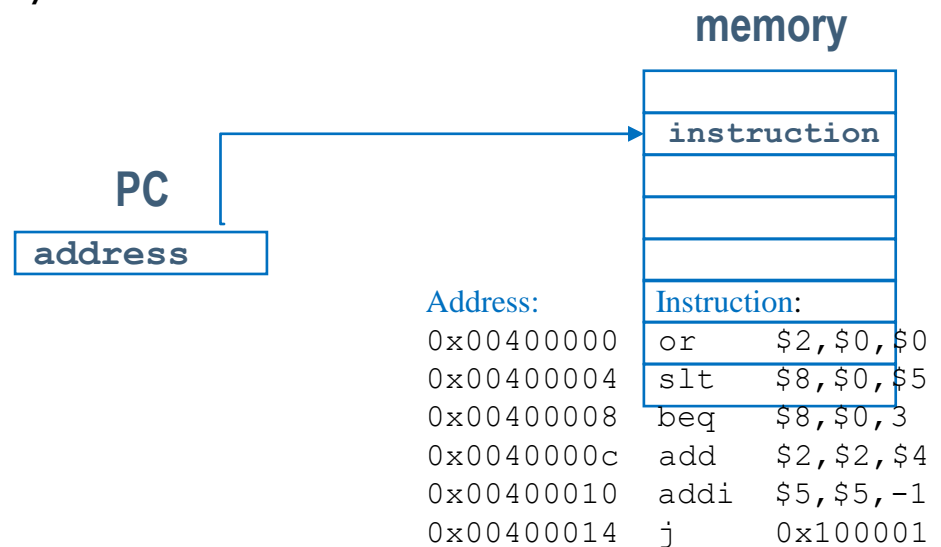 memory
instruction
PC
address
Address: Instruction:
0x00400000 or $2,$0,$0
0x00400004 slt $8,$0,$5
0x00400008 beq $8,$0,3
0x0040000c add $2,$2,$4
0x00400010 addi $5,$5,-1
0x00400014 j 0x100001